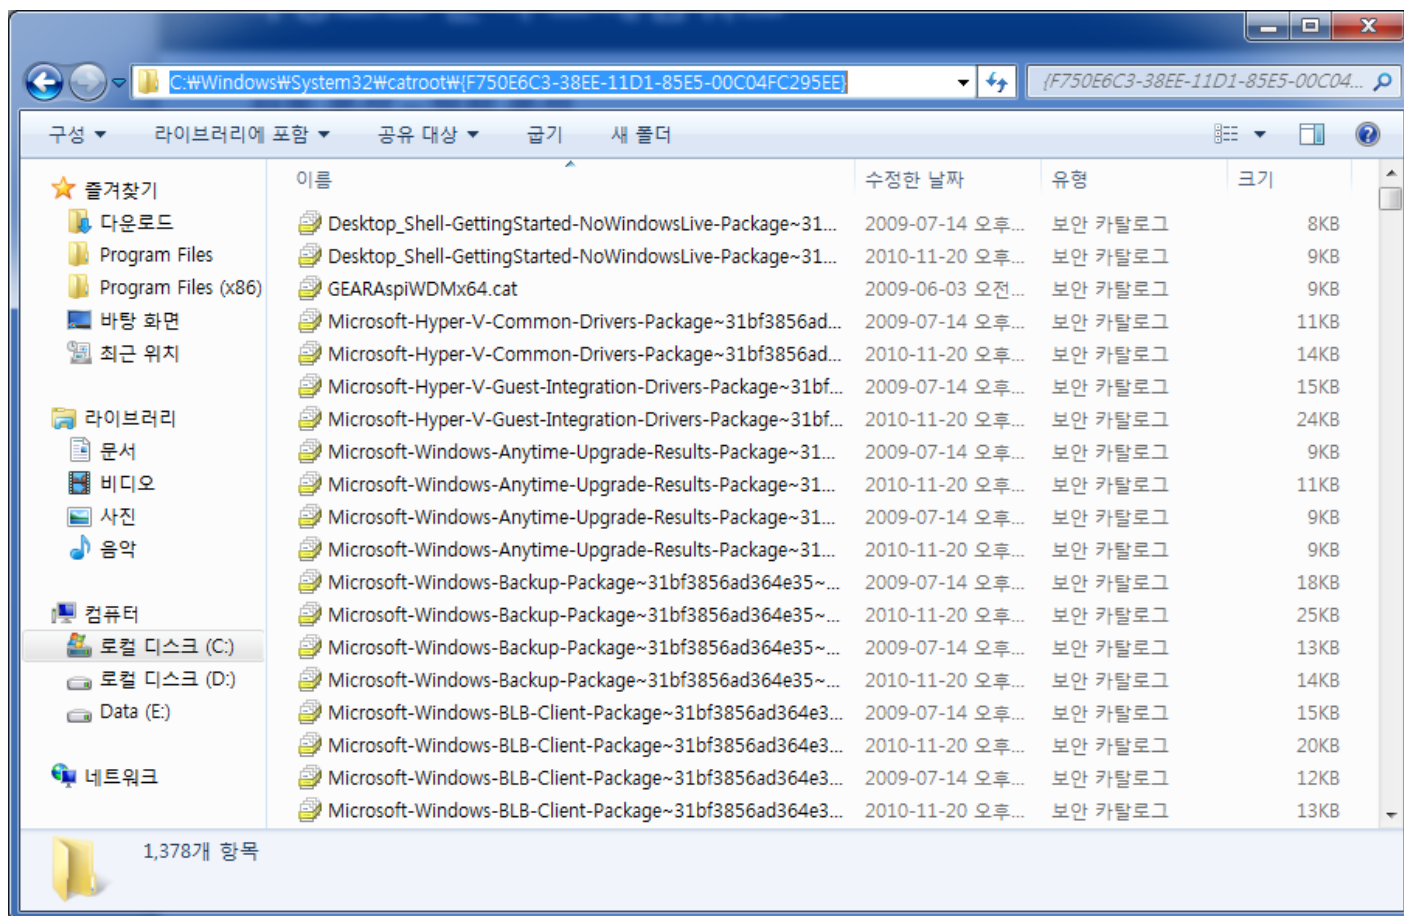 C:₩Windows₩System32₩catroot₩{F750E6C3-38EE-11D1-85E5-00C04FC295EE}
{F750E6C3-38EE-11D1-85E5-00C04...
구성 라이브러리에 포함 공유 대상 굽기 새 폴더
즐겨찾기
다운로드
Program Files
Program Files (x86)
바탕 화면
최근 위치
라이브러리
문서
비디오
사진
음악
컴퓨터
로컬 디스크 (C:)
로컬 디스크 (D:)
Data (E:)
네트워크
이름 수정한 날짜 유형 크기
Desktop_Shell-GettingStarted-NoWindowsLive-Package~31... 2009-07-14 오후... 보안 카탈로그 8KB
Desktop_Shell-GettingStarted-NoWindowsLive-Package~31... 2010-11-20 오후... 보안 카탈로그 9KB
GEARAspiWDMx64.cat 2009-06-03 오전... 보안 카탈로그 9KB
Microsoft-Hyper-V-Common-Drivers-Package~31bf3856ad... 2009-07-14 오후... 보안 카탈로그 11KB
Microsoft-Hyper-V-Common-Drivers-Package~31bf3856ad... 2010-11-20 오후... 보안 카탈로그 14KB
Microsoft-Hyper-V-Guest-Integration-Drivers-Package~31bf... 2009-07-14 오후... 보안 카탈로그 15KB
Microsoft-Hyper-V-Guest-Integration-Drivers-Package~31bf... 2010-11-20 오후... 보안 카탈로그 24KB
Microsoft-Windows-Anytime-Upgrade-Results-Package~31... 2009-07-14 오후... 보안 카탈로그 9KB
Microsoft-Windows-Anytime-Upgrade-Results-Package~31... 2010-11-20 오후... 보안 카탈로그 11KB
Microsoft-Windows-Anytime-Upgrade-Results-Package~31... 2009-07-14 오후... 보안 카탈로그 9KB
Microsoft-Windows-Anytime-Upgrade-Results-Package~31... 2010-11-20 오후... 보안 카탈로그 9KB
Microsoft-Windows-Backup-Package~31bf3856ad364e35~... 2009-07-14 오후... 보안 카탈로그 18KB
Microsoft-Windows-Backup-Package~31bf3856ad364e35~... 2010-11-20 오후... 보안 카탈로그 25KB
Microsoft-Windows-Backup-Package~31bf3856ad364e35~... 2009-07-14 오후... 보안 카탈로그 13KB
Microsoft-Windows-Backup-Package~31bf3856ad364e35~... 2010-11-20 오후... 보안 카탈로그 14KB
Microsoft-Windows-BLB-Client-Package~31bf3856ad364e3... 2009-07-14 오후... 보안 카탈로그 15KB
Microsoft-Windows-BLB-Client-Package~31bf3856ad364e3... 2010-11-20 오후... 보안 카탈로그 20KB
Microsoft-Windows-BLB-Client-Package~31bf3856ad364e3... 2009-07-14 오후... 보안 카탈로그 12KB
Microsoft-Windows-BLB-Client-Package~31bf3856ad364e3... 2010-11-20 오후... 보안 카탈로그 13KB
1,378개 항목